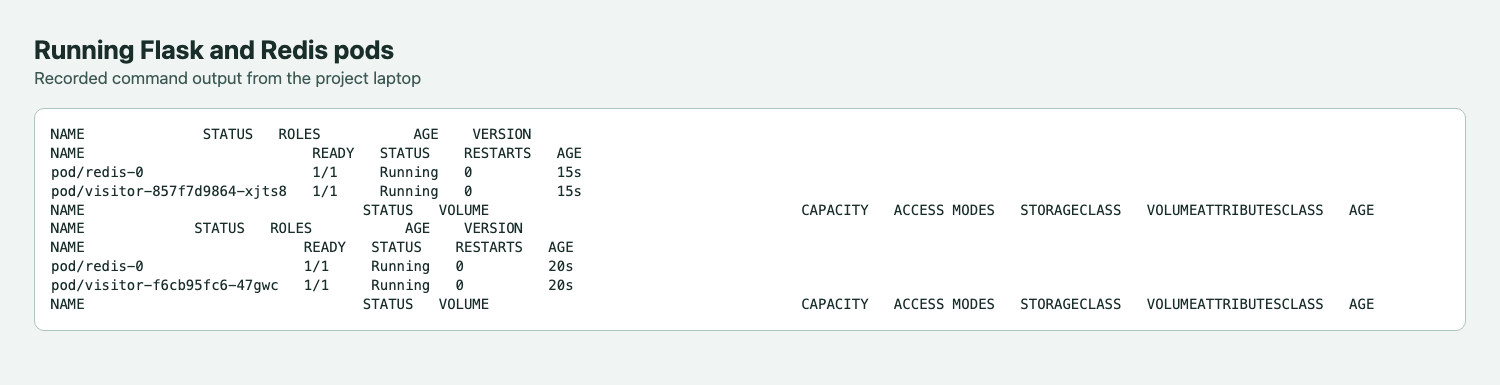 Running Flask and Redis pods
Recorded command output from the project laptop
NAME              STATUS   ROLES           AGE    VERSION
NAME                           READY   STATUS    RESTARTS   AGE
pod/redis-0                    1/1     Running   0          15s
pod/visitor-857f7d9864-xjts8   1/1     Running   0          15s
NAME                                 STATUS   VOLUME                                     CAPACITY   ACCESS MODES   STORAGECLASS   VOLUMEATTRIBUTESCLASS   AGE
NAME             STATUS   ROLES           AGE    VERSION
NAME                          READY   STATUS    RESTARTS   AGE
pod/redis-0                   1/1     Running   0          20s
pod/visitor-f6cb95fc6-47gwc   1/1     Running   0          20s
NAME                                 STATUS   VOLUME                                     CAPACITY   ACCESS MODES   STORAGECLASS   VOLUMEATTRIBUTESCLASS   AGE